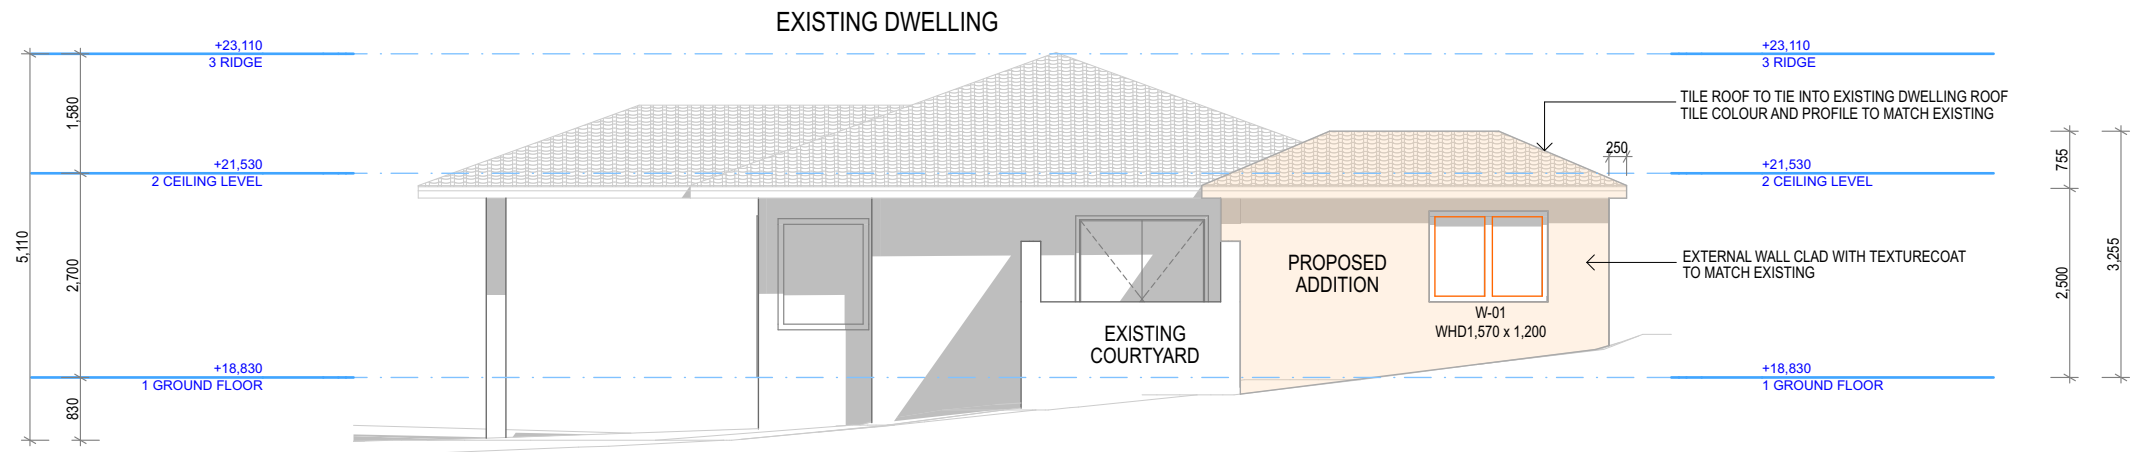 EXISTING DWELLING
+23,110
3 RIDGE
+23,110
3 RIDGE
1,580
TILE ROOF TO TIE INTO EXISTING DWELLING ROOF
TILE COLOUR AND PROFILE TO MATCH EXISTING
250
755
+21,530
2 CEILING LEVEL
+21,530
2 CEILING LEVEL
5,110
2,700
PROPOSED
ADDITION
EXTERNAL WALL CLAD WITH TEXTURECOAT
TO MATCH EXISTING
2,500
3,255
W-01
WHD1,570 x 1,200
EXISTING
COURTYARD
+18,830
1 GROUND FLOOR
+18,830
1 GROUND FLOOR
830